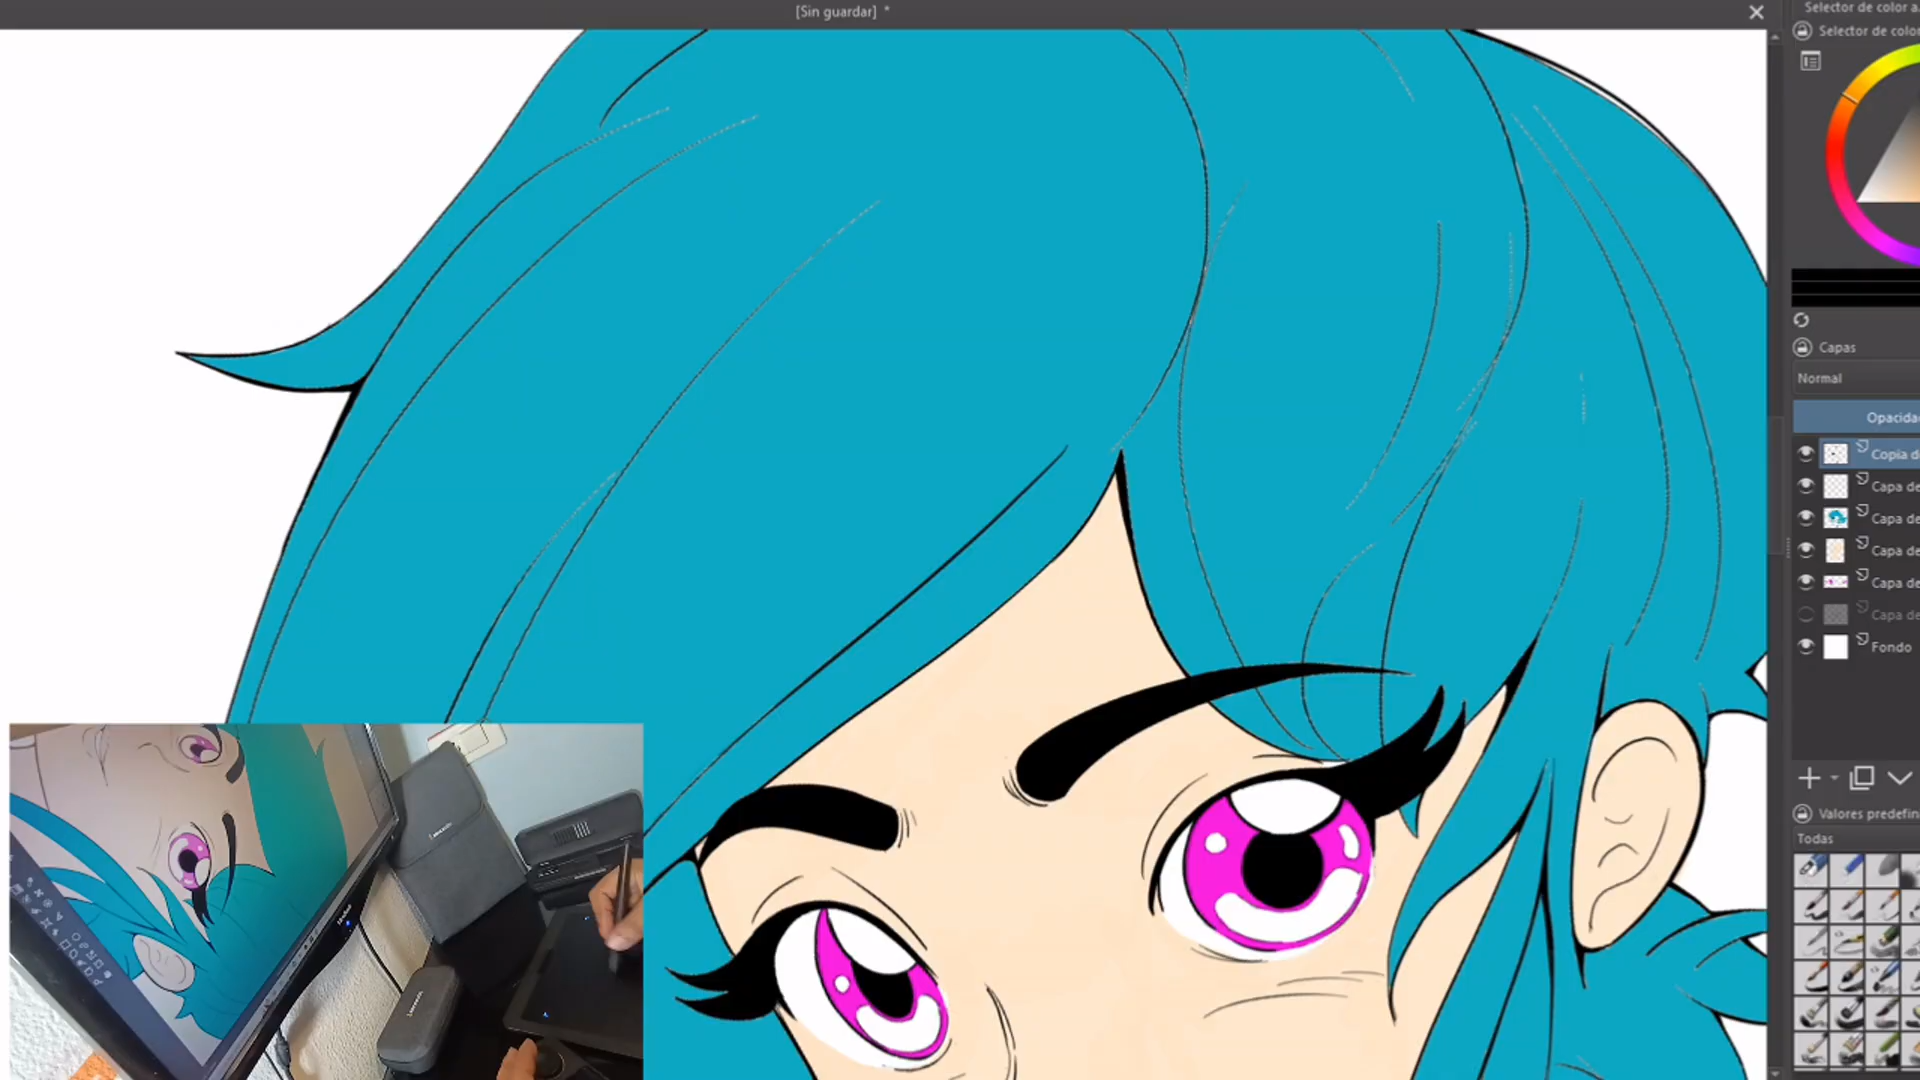 [Sin guardar] *
Selector de color a
Selector de color
Capas
Normal
Opacida
Copia d
Capa de
Capa de
Capa de
Capa de
Capa de
Fondo
Valores predefin
Todas